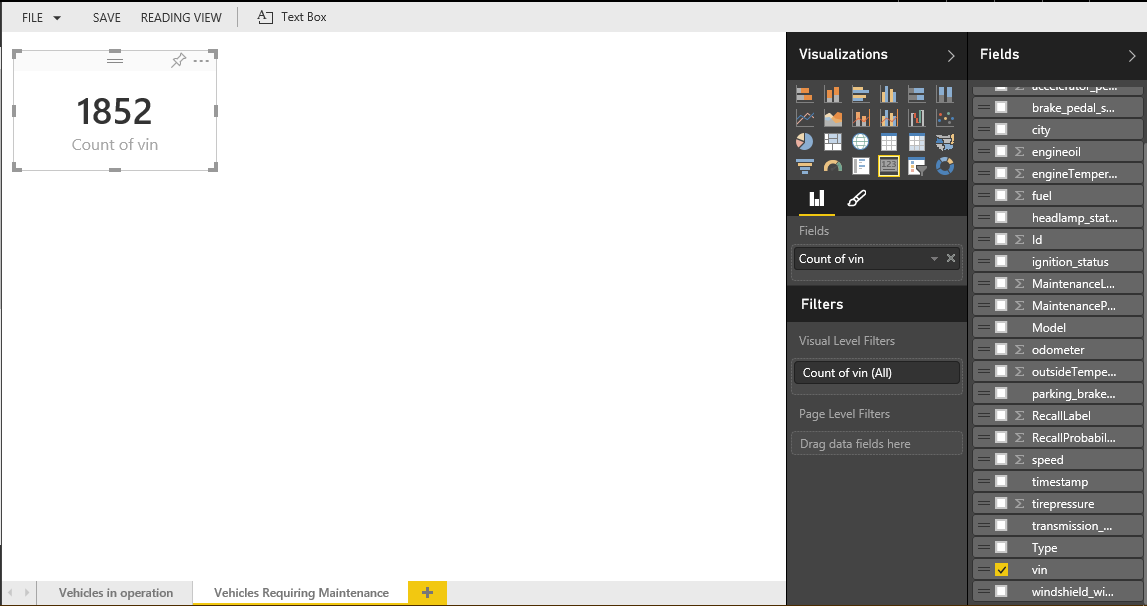 FILE SAVE READING VIEW Text Box
1852
Count of vin
Visualizations
123
Fields
Count of vin
Filters
Visual Level Filters
Count of vin (All)
Page Level Filters
Drag data fields here
Fields
Σ accelerator_pe...
brake_pedal_s...
city
Σ engineoil
Σ engineTemper...
Σ fuel
headlamp_stat...
Σ Id
ignition_status
Σ MaintenanceL...
Σ MaintenanceP...
Model
Σ odometer
Σ outsideTempe...
parking_brake...
Σ RecallLabel
Σ RecallProbabil...
Σ speed
timestamp
Σ tirepressure
transmission_...
Type
vin
windshield_wi...
Vehicles in operation Vehicles Requiring Maintenance +